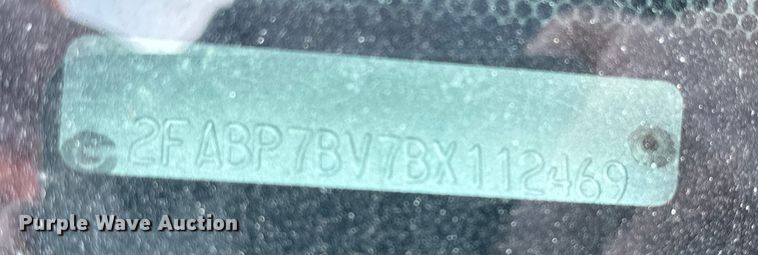 2FABP7BV7BX112469
Purple Wave Auction